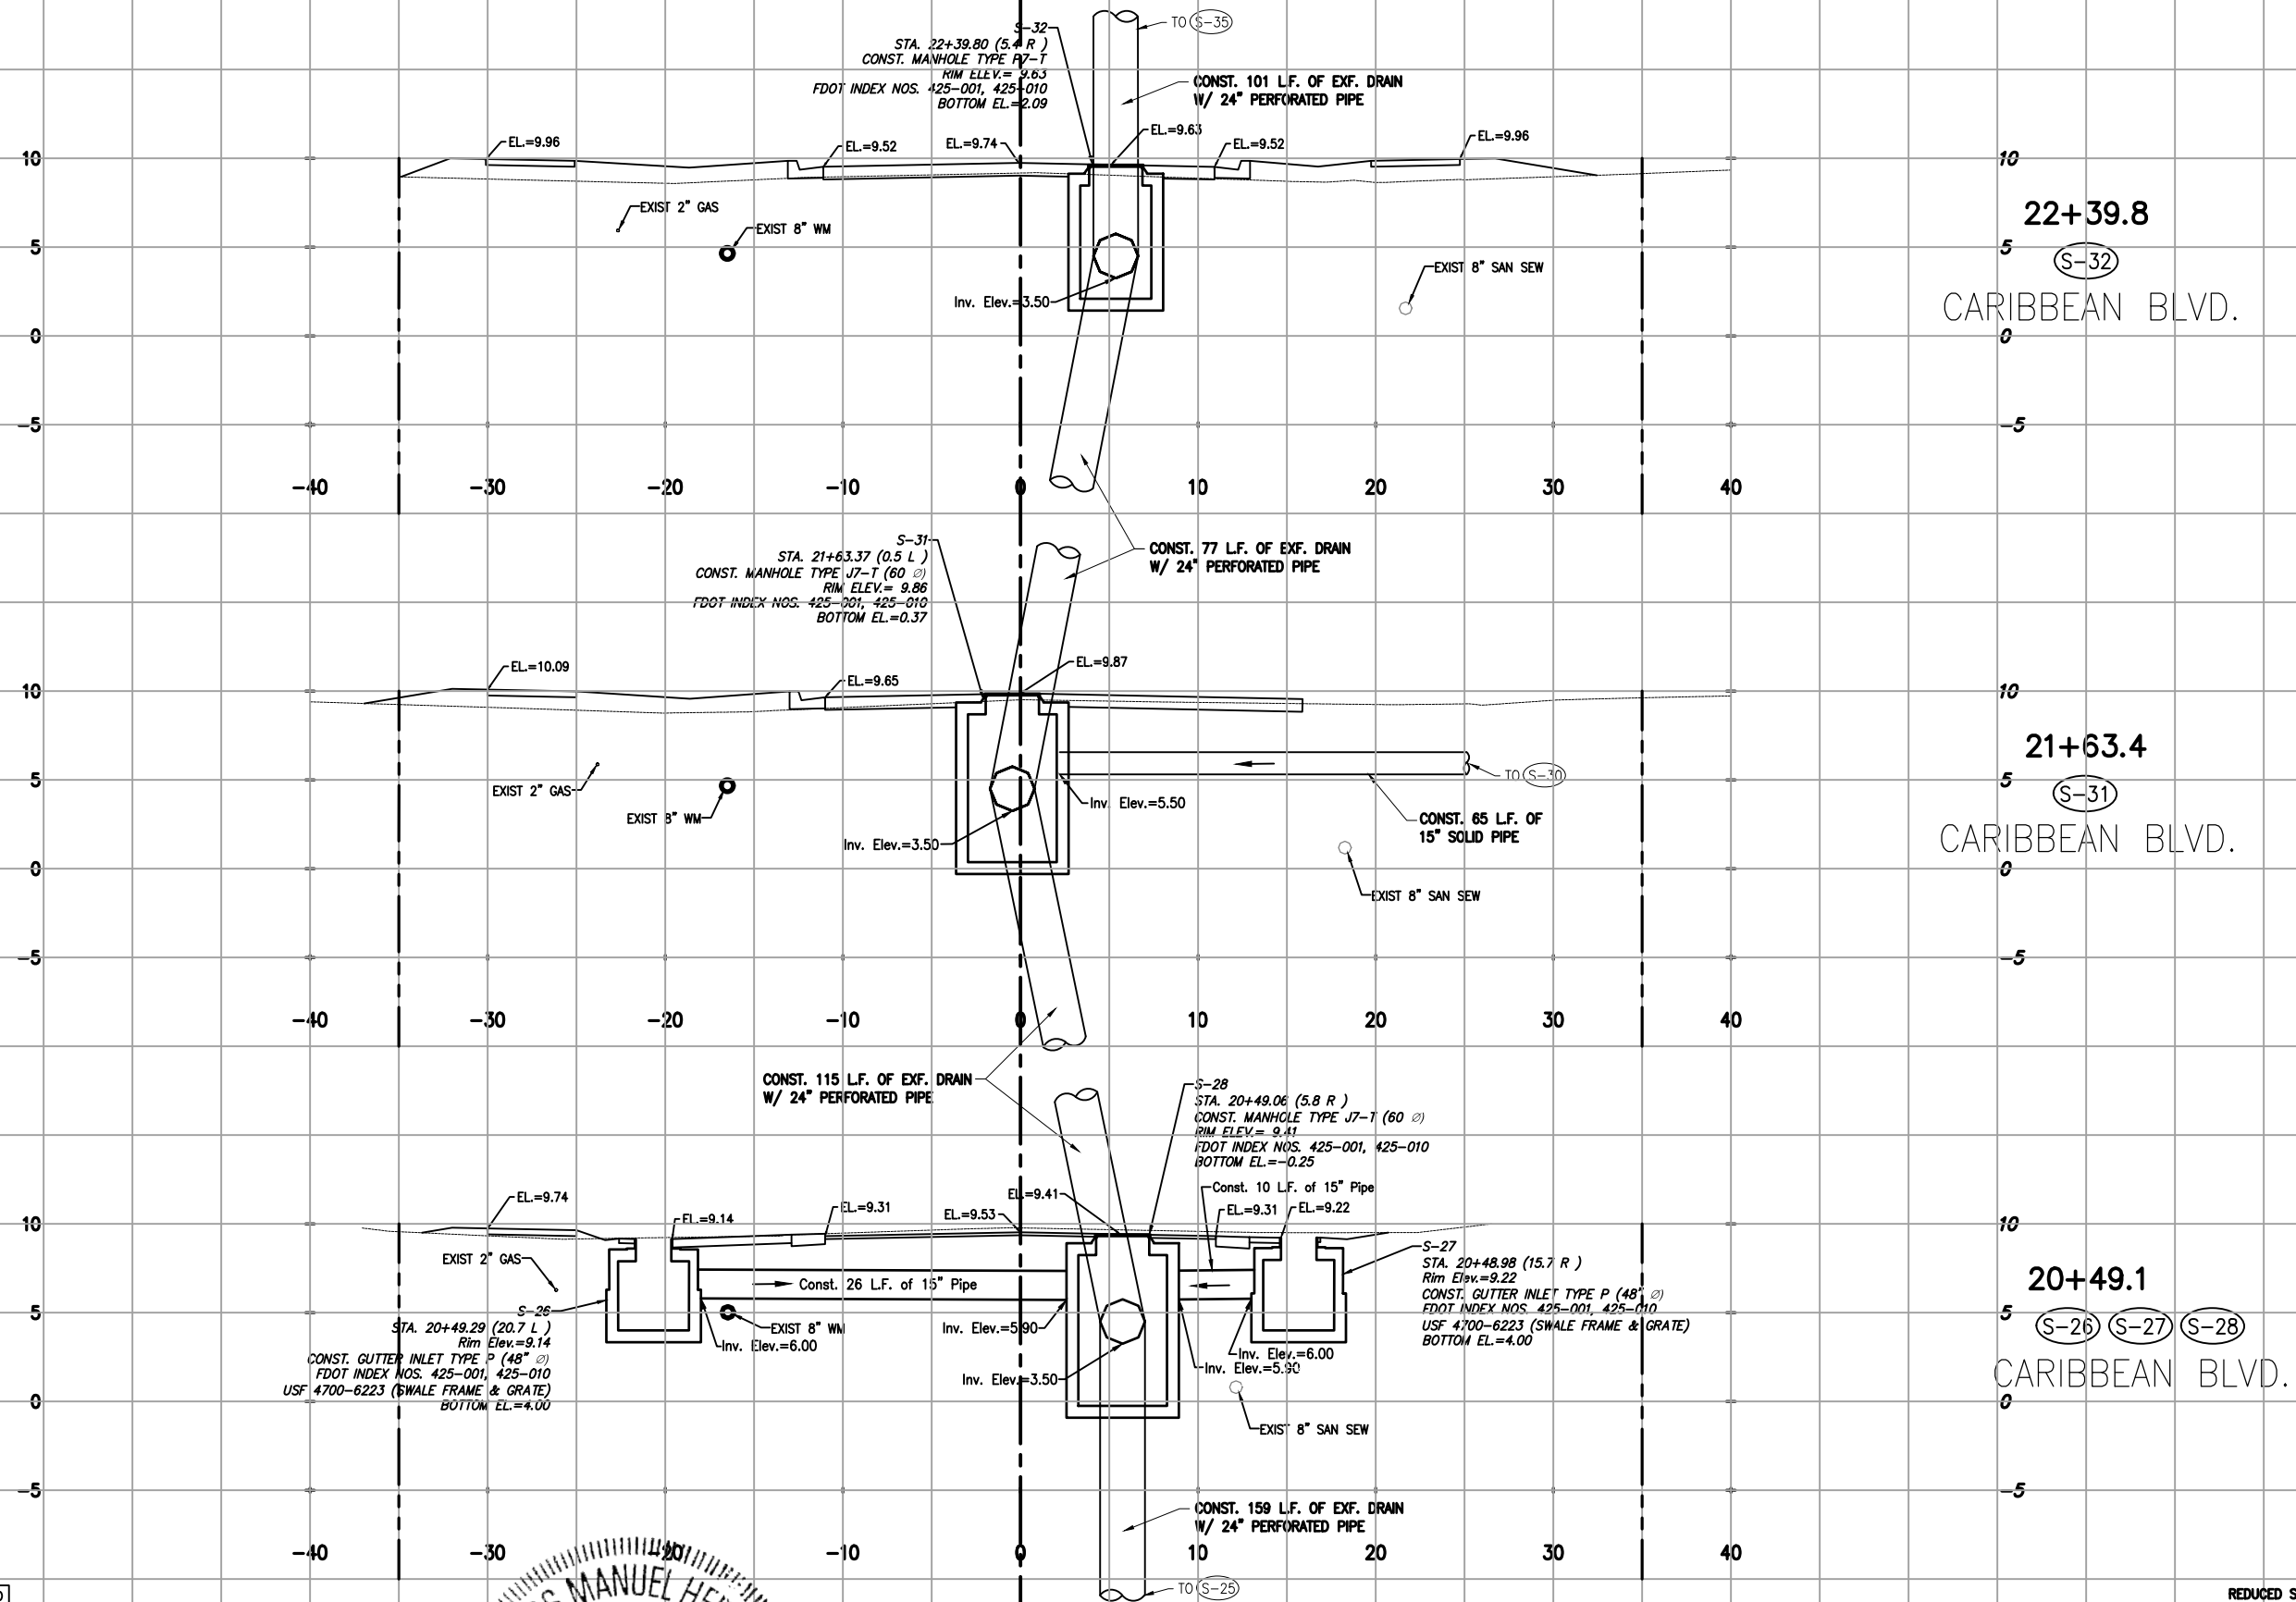 TO S-35
S-32
STA. 22+39.80 (5.4 R )
CONST. MANHOLE TYPE P7-T
RIM ELEV.= 9.63
FDOT INDEX NOS. 425-001, 425-010
BOTTOM EL.=2.09
CONST. 101 L.F. OF EXF. DRAIN
W/ 24" PERFORATED PIPE
EL.=9.96
EL.=9.52
EL.=9.74
EL.=9.63
EL.=9.52
EL.=9.96
10
10
EXIST 2" GAS
EXIST 8" WM
22+39.8
5
5
S-32
EXIST 8" SAN SEW
Inv. Elev.=3.50
CARIBBEAN BLVD.
0
0
-5
-5
-40
-30
-20
-10
0
10
20
30
40
S-31
STA. 21+63.37 (0.5 L )
CONST. MANHOLE TYPE J7-T (60 ∅)
RIM ELEV.= 9.86
FDOT INDEX NOS. 425-001, 425-010
BOTTOM EL.=0.37
CONST. 77 L.F. OF EXF. DRAIN
W/ 24" PERFORATED PIPE
EL.=10.09
EL.=9.65
EL.=9.87
10
10
21+63.4
5
5
TO S-30
S-31
EXIST 2" GAS
EXIST 8" WM
Inv. Elev.=5.50
CONST. 65 L.F. OF
15" SOLID PIPE
Inv. Elev.=3.50
CARIBBEAN BLVD.
0
0
EXIST 8" SAN SEW
-5
-5
-40
-30
-20
-10
0
10
20
30
40
CONST. 115 L.F. OF EXF. DRAIN
W/ 24" PERFORATED PIPE
S-28
STA. 20+49.06 (5.8 R )
CONST. MANHOLE TYPE J7-T (60 ∅)
RIM ELEV.= 9.41
FDOT INDEX NOS. 425-001, 425-010
BOTTOM EL.=-0.25
Const. 10 L.F. of 15" Pipe
EL.=9.74
EL.=9.14
EL.=9.31
EL.=9.53
EL.=9.41
EL.=9.31
EL.=9.22
10
10
EXIST 2" GAS
Const. 26 L.F. of 15" Pipe
S-27
STA. 20+48.98 (15.7 R )
Rim Elev.=9.22
CONST. GUTTER INLET TYPE P (48" ∅)
FDOT INDEX NOS. 425-001, 425-010
USF 4700-6223 (SWALE FRAME & GRATE)
BOTTOM EL.=4.00
20+49.1
5
5
S-26
S-27
S-28
S-26
STA. 20+49.29 (20.7 L )
Rim Elev.=9.14
CONST. GUTTER INLET TYPE P (48" ∅)
FDOT INDEX NOS. 425-001, 425-010
USF 4700-6223 (SWALE FRAME & GRATE)
BOTTOM EL.=4.00
EXIST 8" WM
Inv. Elev.=6.00
Inv. Elev.=5.90
Inv. Elev.=3.50
Inv. Elev.=6.00
Inv. Elev.=5.90
CARIBBEAN BLVD.
0
0
EXIST 8" SAN SEW
-5
-5
CONST. 159 L.F. OF EXF. DRAIN
W/ 24" PERFORATED PIPE
-40
-30
-20
-10
0
10
20
30
40
TO S-25
MANUEL
REDUCED